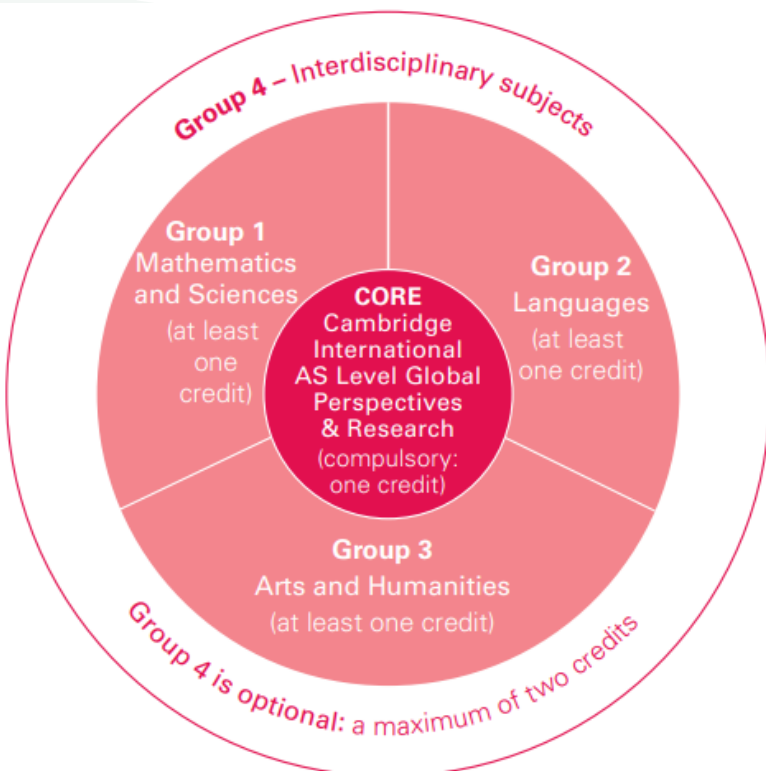 Group 4 – Interdisciplinary subjects
Group 1
Mathematics
and Sciences
(at least
one
credit)
Group 2
Languages
(at least
one credit)
CORE
Cambridge
International
AS Level Global
Perspectives
& Research
(compulsory:
one credit)
Group 3
Arts and Humanities
(at least one credit)
Group 4 is optional: a maximum of two credits